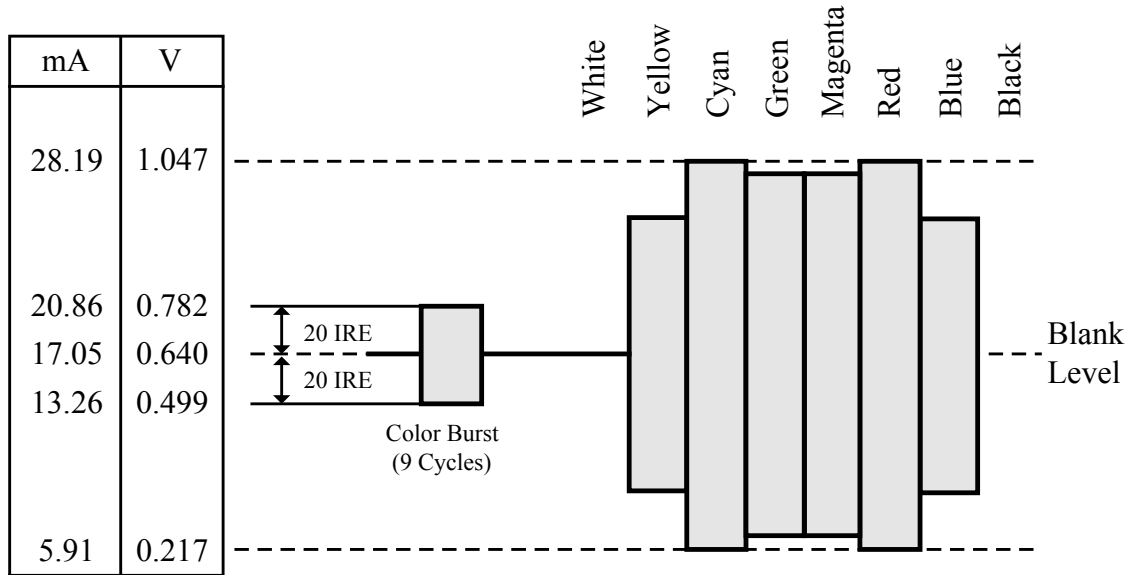 mA V
White
Yellow
Cyan
Green
Magenta
Red
Blue
Black
28.19 1.047
20.86 0.782
20 IRE
17.05 0.640
Blank
Level
20 IRE
13.26 0.499
Color Burst
(9 Cycles)
5.91 0.217